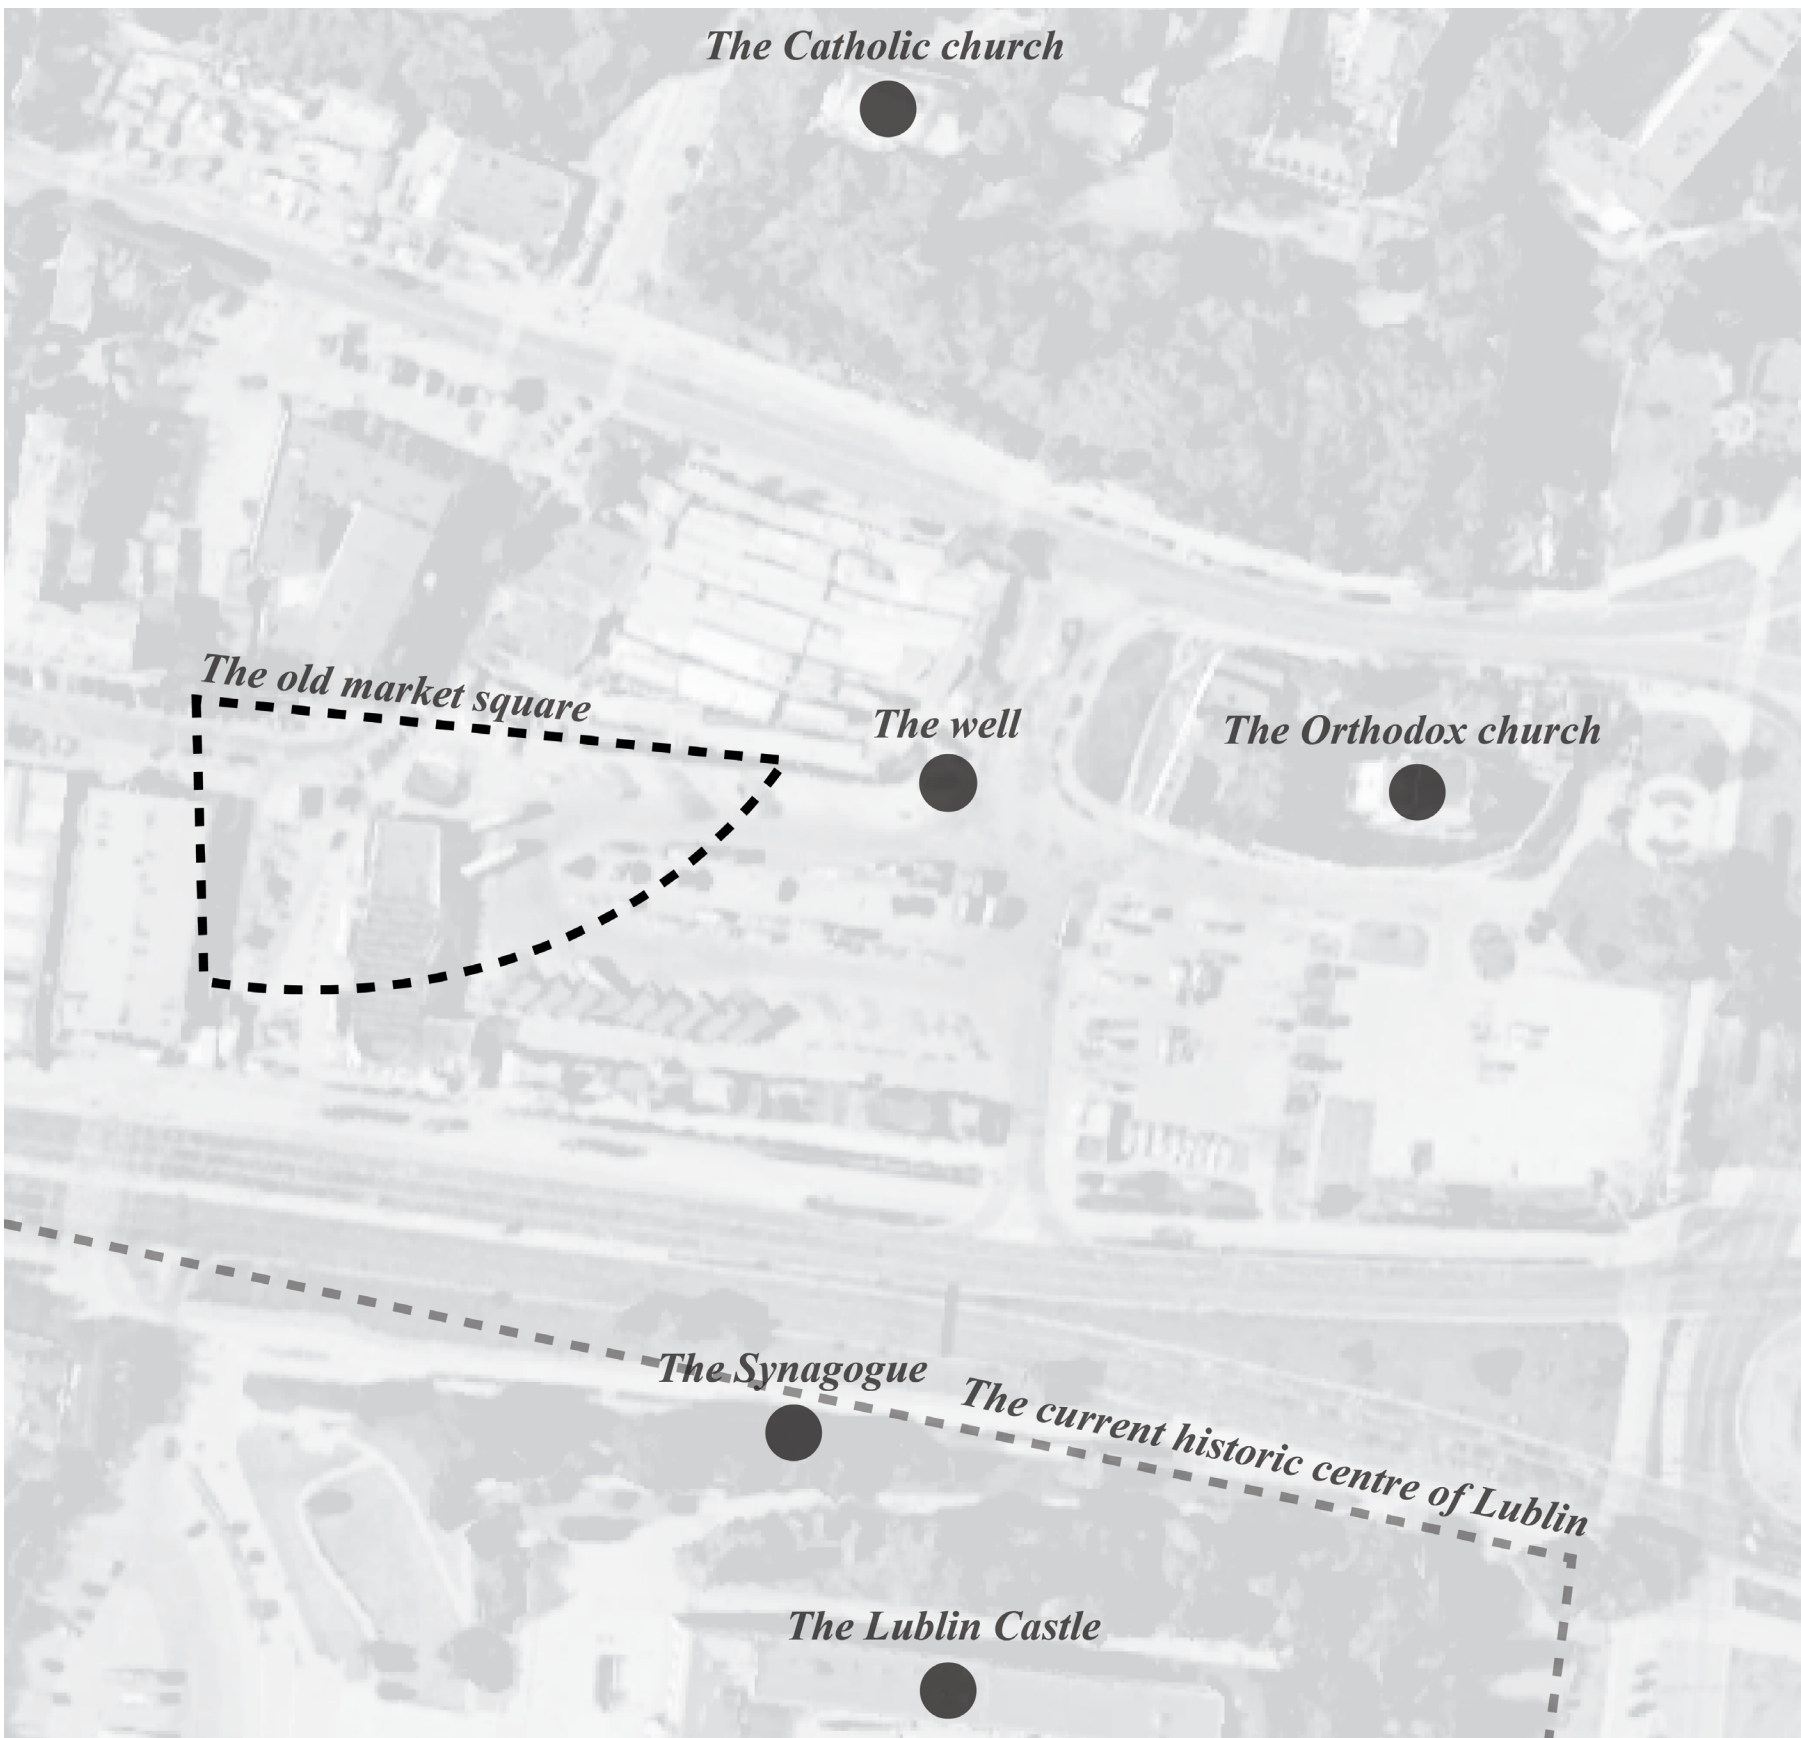 The Catholic church
The old market square
The well
The Orthodox church
The Synagogue
The current historic centre of Lublin
The Lublin Castle